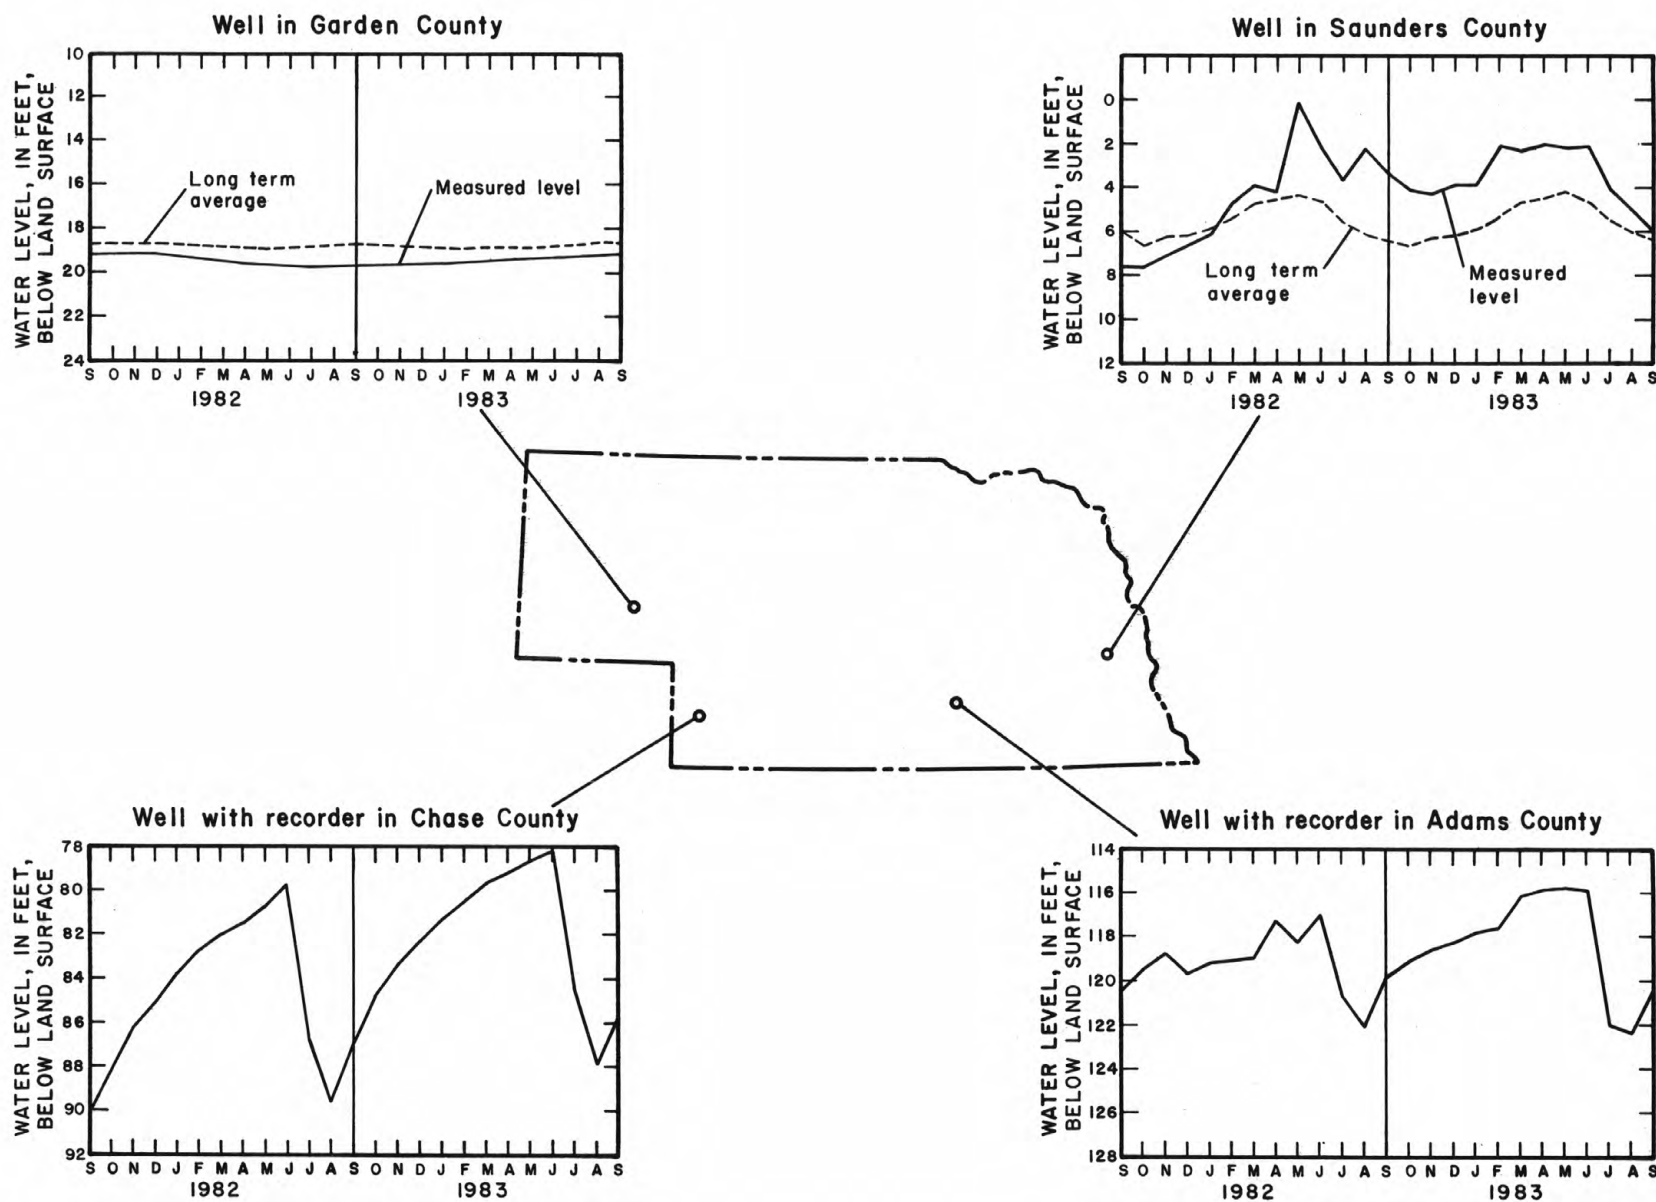 Well in Garden County
WATER LEVEL, IN FEET,
BELOW LAND SURFACE
10
12
14
16
18
20
22
24
Long term
average
Measured level
S O N D J F M A M J J A S O N D J F M A M J J A S
1982 1983
Well in Saunders County
WATER LEVEL, IN FEET,
BELOW LAND SURFACE
0
2
4
6
8
10
12
Long term
average
Measured
level
S O N D J F M A M J J A S O N D J F M A M J J A S
1982 1983
Well with recorder in Chase County
WATER LEVEL, IN FEET,
BELOW LAND SURFACE
78
80
82
84
86
88
90
92
S O N D J F M A M J J A S O N D J F M A M J J A S
1982 1983
Well with recorder in Adams County
WATER LEVEL, IN FEET,
BELOW LAND SURFACE
114
116
118
120
122
124
126
128
S O N D J F M A M J J A S O N D J F M A M J J A S
1982 1983